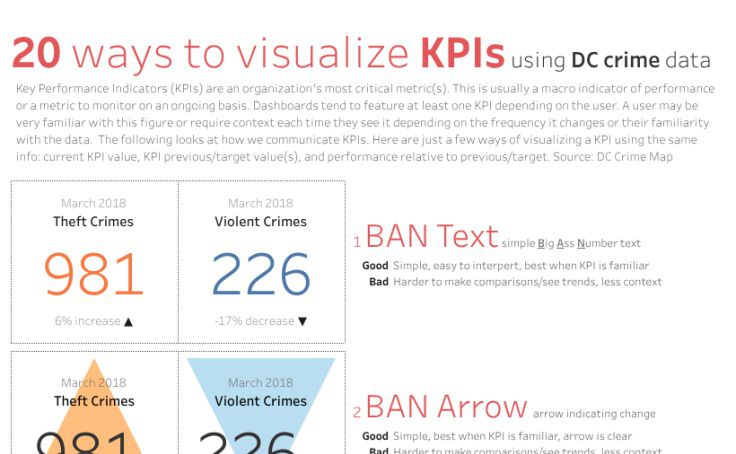 20 ways to visualize KPIs using DC crime data
Key Performance Indicators (KPIs) are an organization's most critical metric(s). This is usually a macro indicator of performance
or a metric to monitor on an ongoing basis. Dashboards tend to feature at least one KPI depending on the user. A user may be
very familiar with this figure or require context each time they see it depending on the frequency it changes or their familiarity
with the data. The following looks at how we communicate KPIs. Here are just a few ways of visualizing a KPI using the same
info: current KPI value, KPI previous/target value(s), and performance relative to previous/target. Source: DC Crime Map
March 2018
Theft Crimes
981
6% increase ▲
March 2018
Violent Crimes
226
-17% decrease ▼
1 BAN Text simple Big Ass Number text
Good Simple, easy to interpert, best when KPI is familiar
Bad Harder to make comparisons/see trends, less context
March 2018
Theft Crimes
981
March 2018
Violent Crimes
226
2 BAN Arrow arrow indicating change
Good Simple, best when KPI is familiar, arrow is clear
Bad Harder to make comparisons/see trends, less context